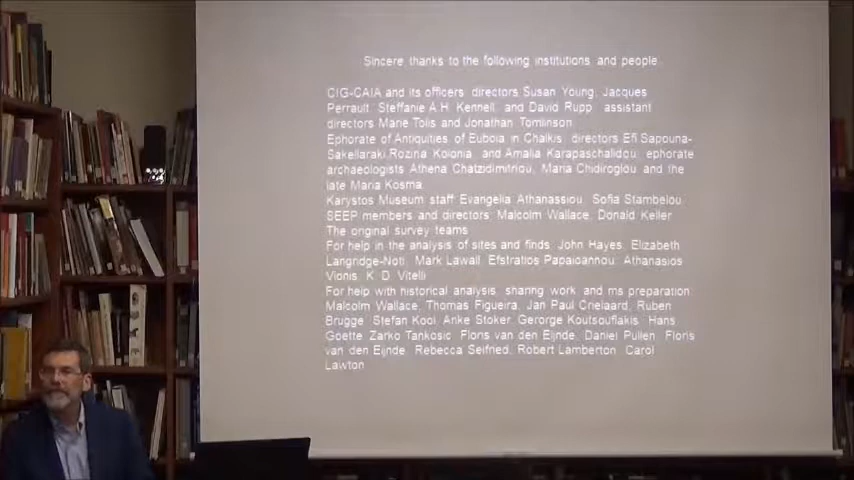 Sincere thanks to the following institutions and people
CIG-CAIA and its officers directors Susan Young, Jacques
Perrault, Steffanie A.H. Kennell, and David Rupp, assistant
directors Marie Tolis and Jonathan Tomlinson
Ephorate of Antiquities of Euboia in Chalkis, directors Efi Sapouna-
Sakellaraki, Rozina Kolonia, and Amalia Karapaschalidou, ephorate
archaeologists Athena Chatzidimitriou, Maria Chidiroglou and the
late Maria Kosma
Karystos Museum staff Evangelia Athanassiou, Sofia Stambelou
SEEP members and directors, Malcolm Wallace, Donald Keller
The original survey teams
For help in the analysis of sites and finds, John Hayes, Elizabeth
Langridge-Noti, Mark Lawall, Efstratios Papaioannou, Athanasios
Vionis, K.D. Vitelli
For help with historical analysis, sharing work, and ms preparation
Malcolm Wallace, Thomas Figueira, Jan Paul Crielaard, Ruben
Brugge, Stefan Kooi, Anke Stoker, Gerorge Koutsouflakis, Hans
Goette, Zarko Tankosic, Floris van den Eijnde, Daniel Pullen, Floris
van den Eijnde, Rebecca Seifried, Robert Lamberton, Carol
Lawton